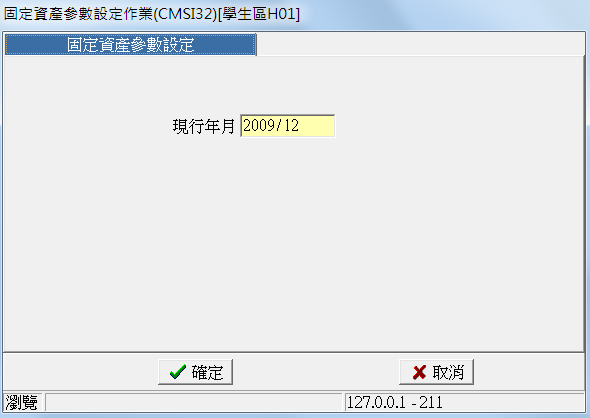 固定資產參數設定作業(CMSI32)[學生區H01]
固定資產參數設定
現行年月 2009/12
確定 取消
瀏覽 127.0.0.1 - 211